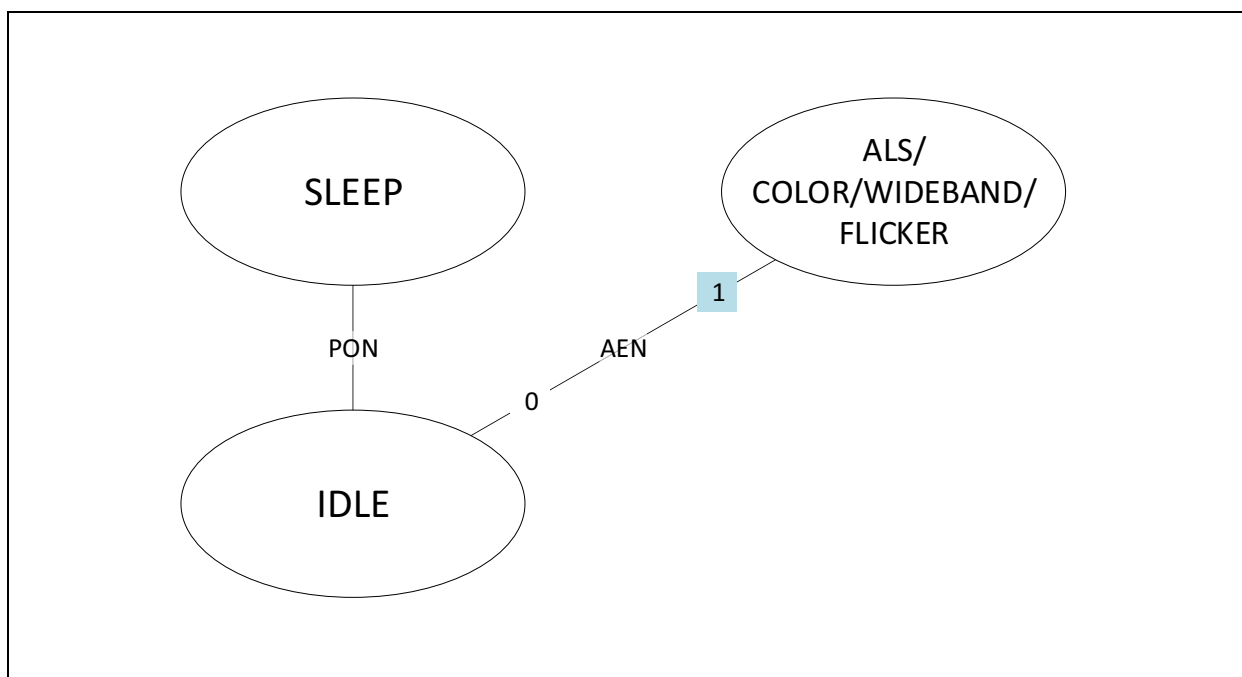 SLEEP
ALS/
COLOR/WIDEBAND/
FLICKER
1
PON
AEN
0
IDLE